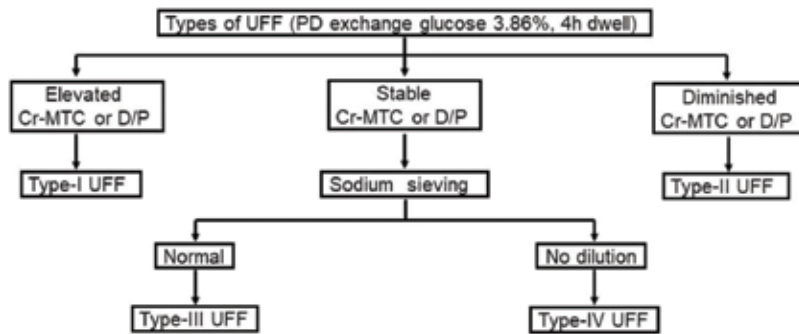 Types of UFF (PD exchange glucose 3.86%, 4h dwell)
Elevated
Cr-MTC or D/P
Stable
Cr-MTC or D/P
Diminished
Cr-MTC or D/P
Type-I UFF
Sodium sieving
Type-II UFF
Normal
No dilution
Type-III UFF
Type-IV UFF